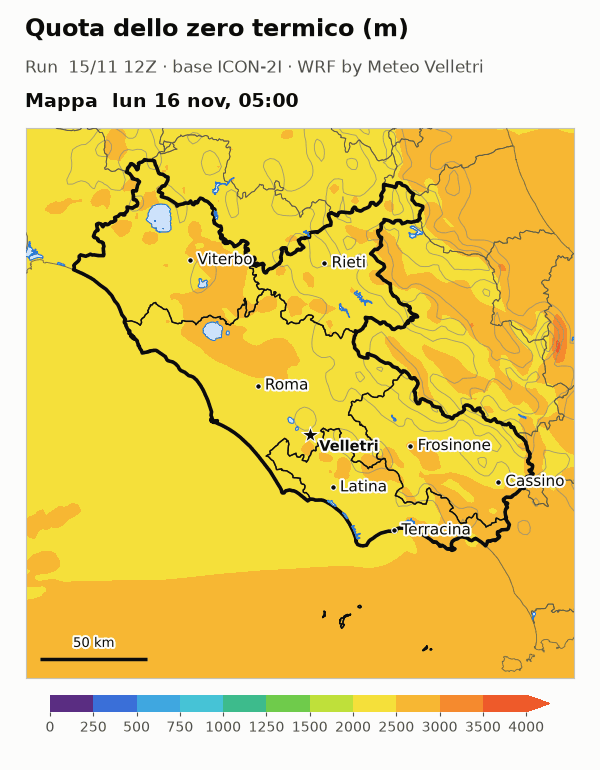 Quota dello zero termico (m)
Run 15/11 12Z · base ICON-2I · WRF by Meteo Velletri
Mappa lun 16 nov, 05:00
Viterbo
Rieti
Roma
Velletri
Frosinone
Latina
Cassino
Terracina
50 km
0 250 500 750 1000 1250 1500 2000 2500 3000 3500 4000